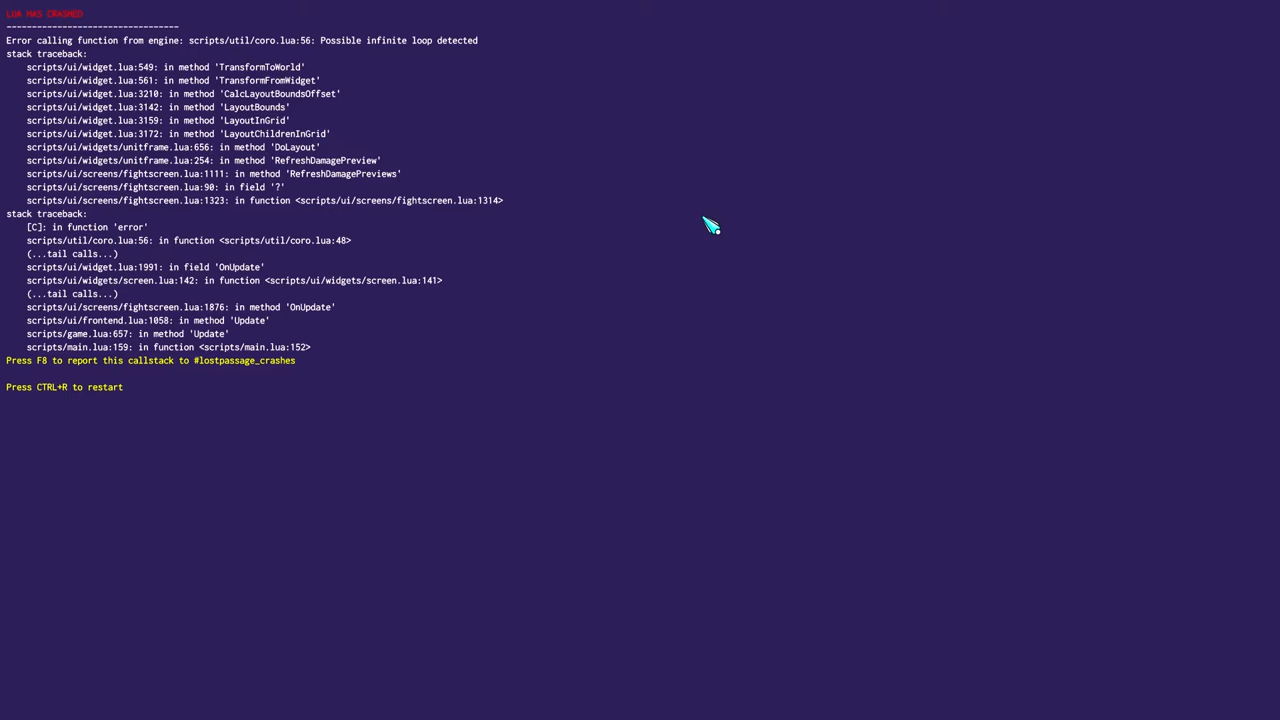 LUA HAS CRASHED
----------------------------------
Error calling function from engine: scripts/util/coro.lua:56: Possible infinite loop detected
stack traceback:
scripts/ui/widget.lua:549: in method 'TransformToWorld'
scripts/ui/widget.lua:561: in method 'TransformFromWidget'
scripts/ui/widget.lua:3210: in method 'CalcLayoutBoundsOffset'
scripts/ui/widget.lua:3142: in method 'LayoutBounds'
scripts/ui/widget.lua:3159: in method 'LayoutInGrid'
scripts/ui/widget.lua:3172: in method 'LayoutChildrenInGrid'
scripts/ui/widgets/unitframe.lua:656: in method 'DoLayout'
scripts/ui/widgets/unitframe.lua:254: in method 'RefreshDamagePreview'
scripts/ui/screens/fightscreen.lua:1111: in method 'RefreshDamagePreviews'
scripts/ui/screens/fightscreen.lua:90: in field '?'
scripts/ui/screens/fightscreen.lua:1323: in function <scripts/ui/screens/fightscreen.lua:1314>
stack traceback:
[C]: in function 'error'
scripts/util/coro.lua:56: in function <scripts/util/coro.lua:48>
(...tail calls...)
scripts/ui/widget.lua:1991: in field 'OnUpdate'
scripts/ui/widgets/screen.lua:142: in function <scripts/ui/widgets/screen.lua:141>
(...tail calls...)
scripts/ui/screens/fightscreen.lua:1876: in method 'OnUpdate'
scripts/ui/frontend.lua:1058: in method 'Update'
scripts/game.lua:657: in method 'Update'
scripts/main.lua:159: in function <scripts/main.lua:152>
Press F8 to report this callstack to #lostpassage_crashes
Press CTRL+R to restart